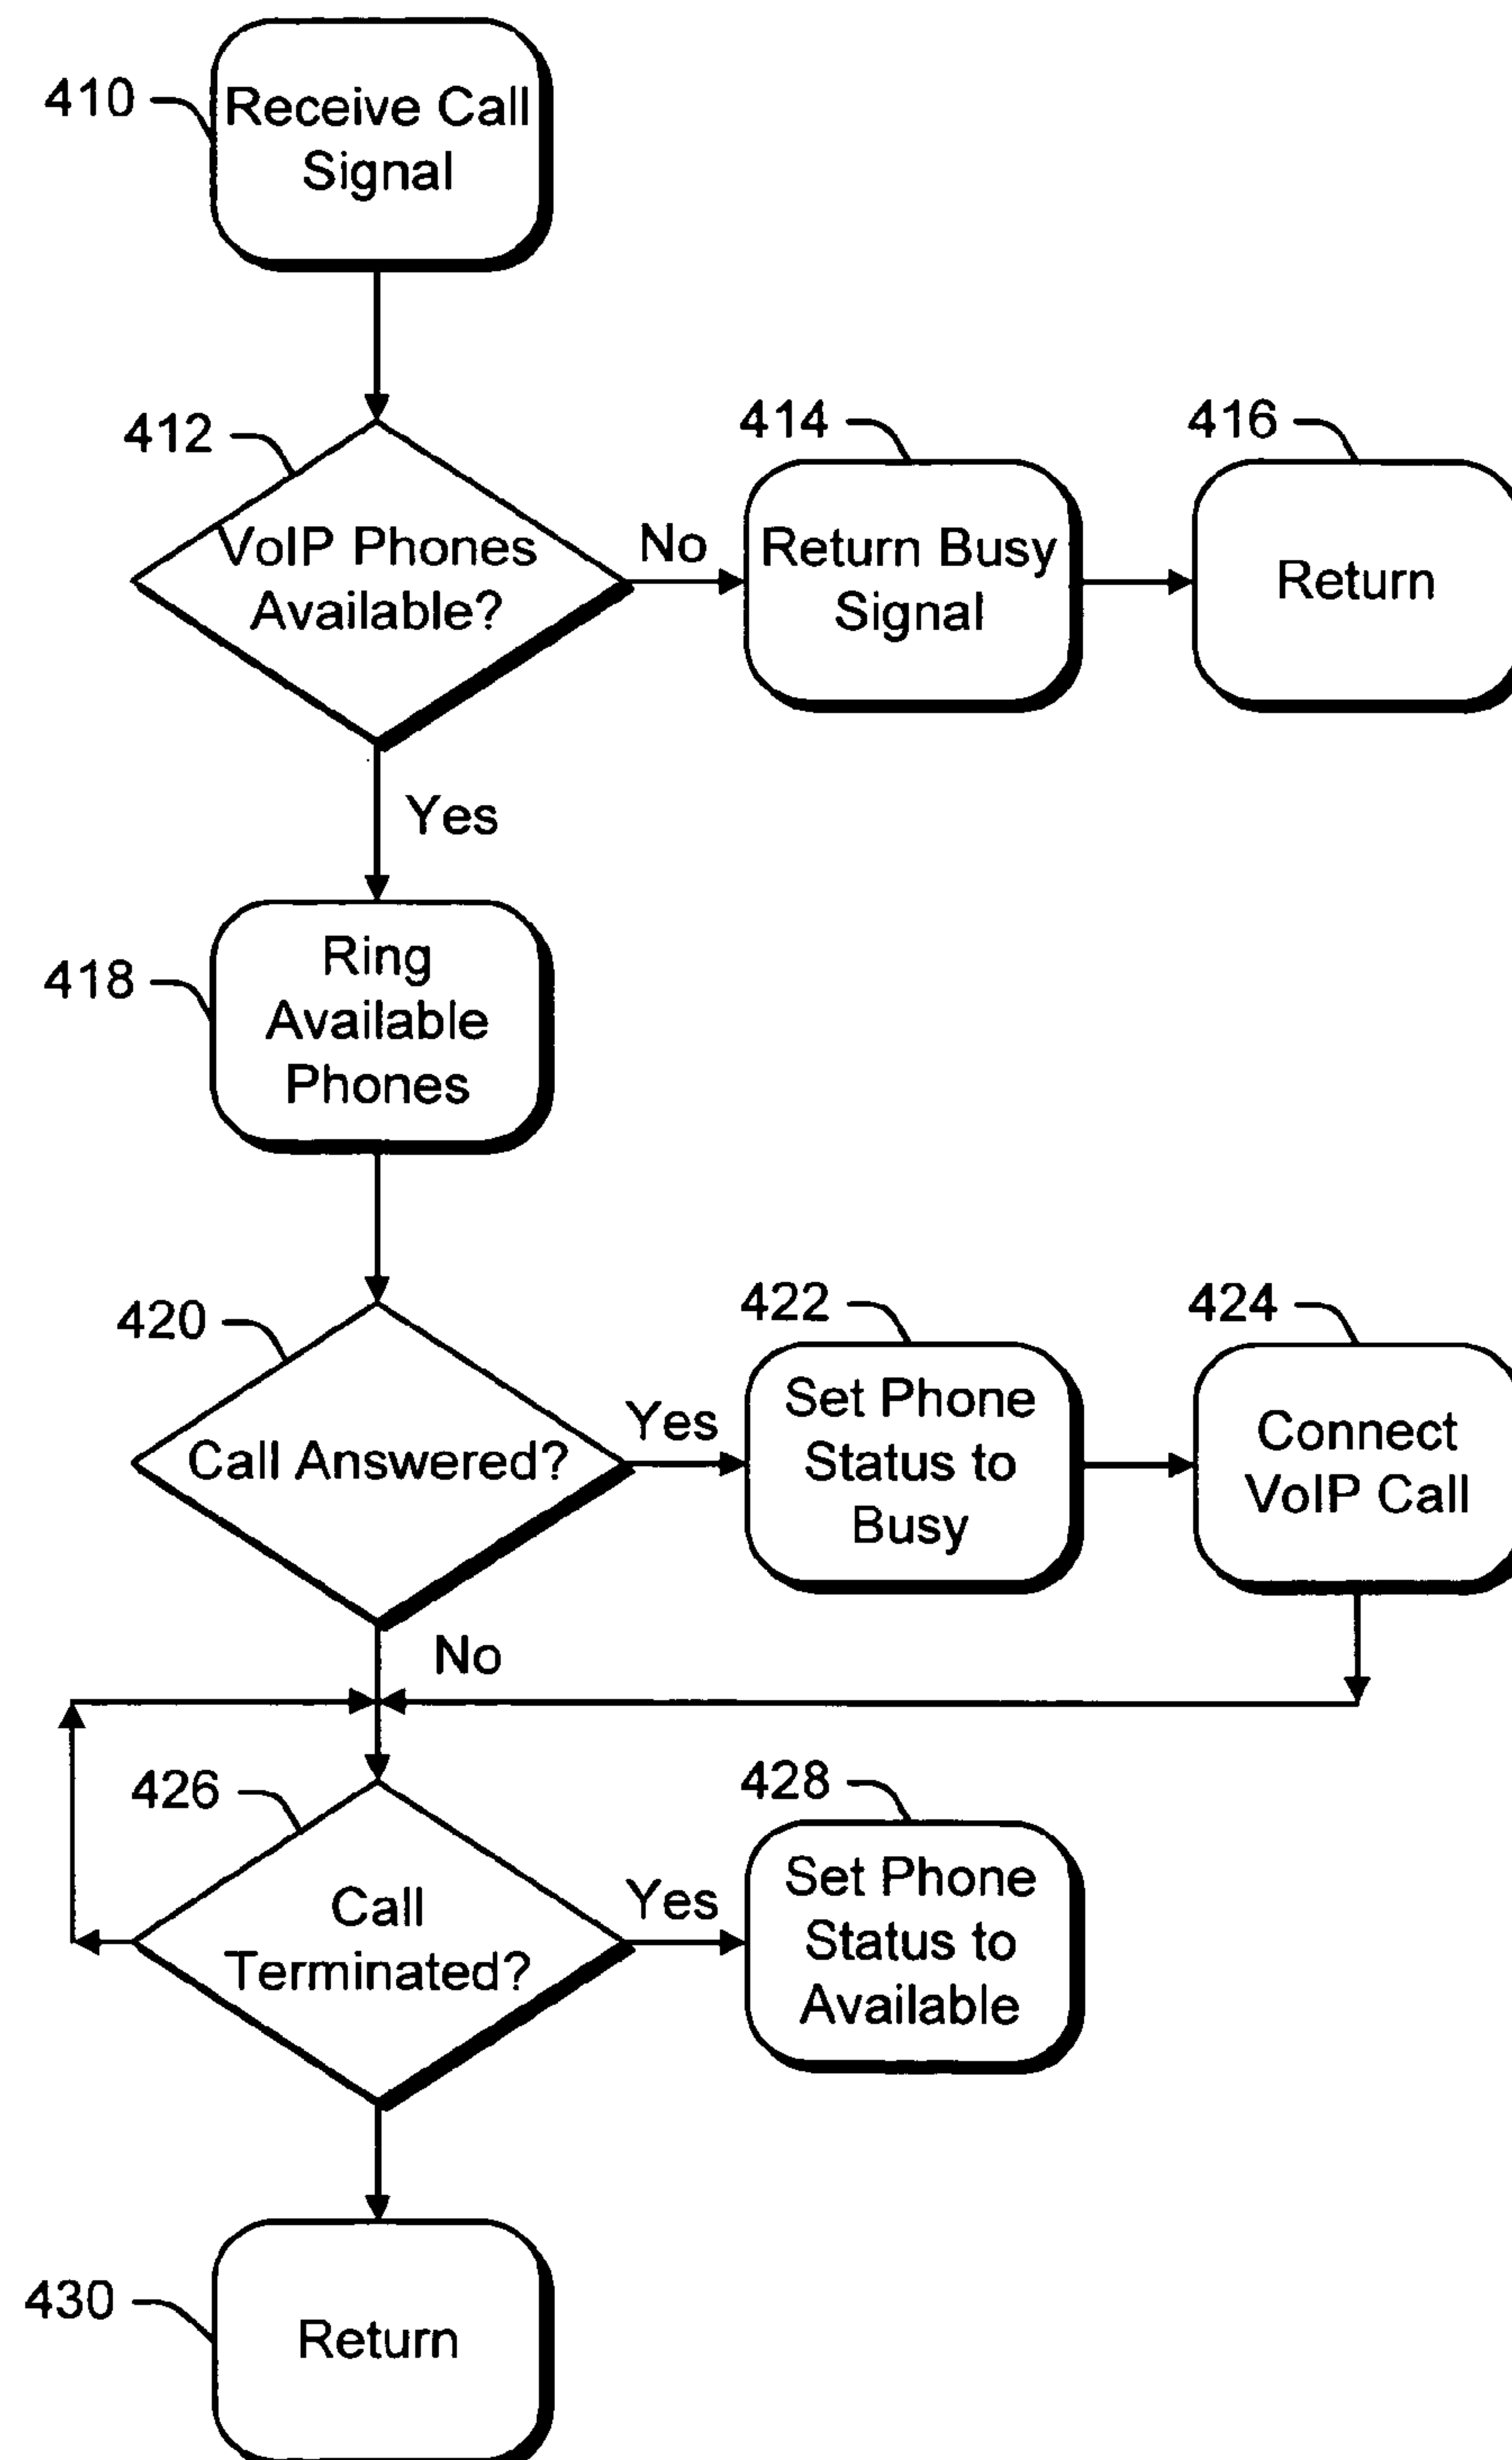 410
Receive Call
Signal
412
VoIP Phones
Available?
No
414
Return Busy
Signal
416
Return
Yes
418
Ring
Available
Phones
420
Call Answered?
Yes
422
Set Phone
Status to
Busy
424
Connect
VoIP Call
No
426
Call
Terminated?
Yes
428
Set Phone
Status to
Available
430
Return